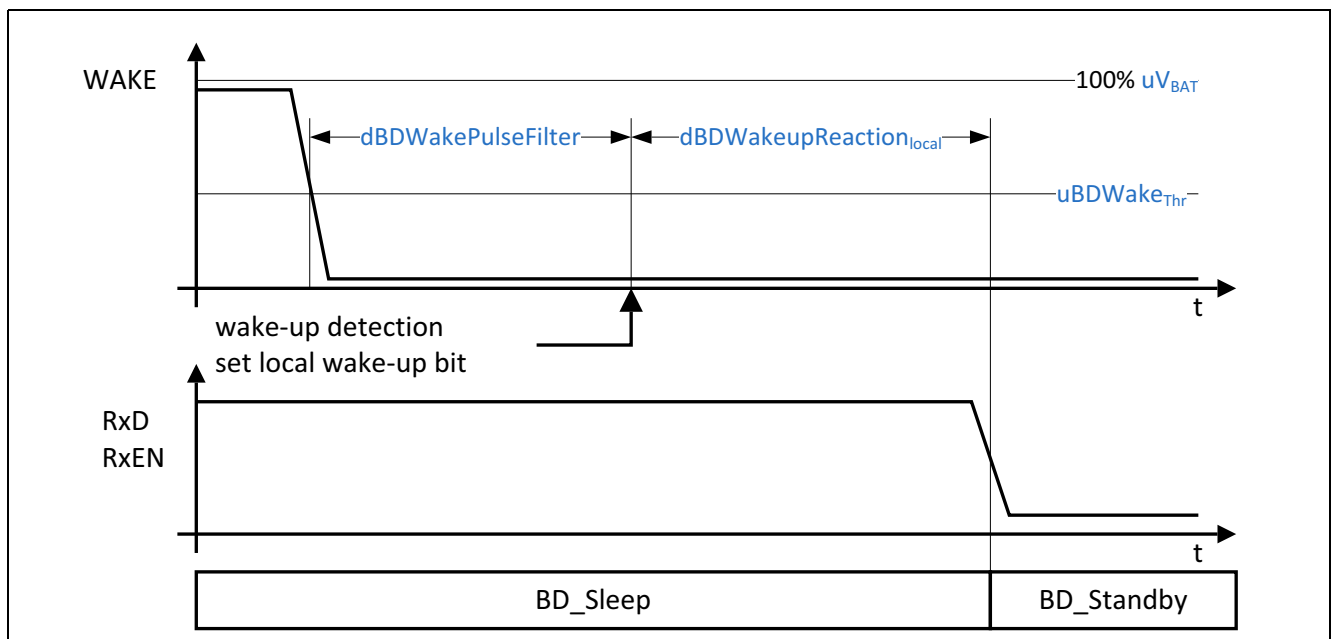 WAKE
100% uVBAT
dBDWakePulseFilter
dBDWakeupReactionlocal
uBDWakeThr
t
wake-up detection
set local wake-up bit
RxD
RxEN
t
BD_Sleep
BD_Standby